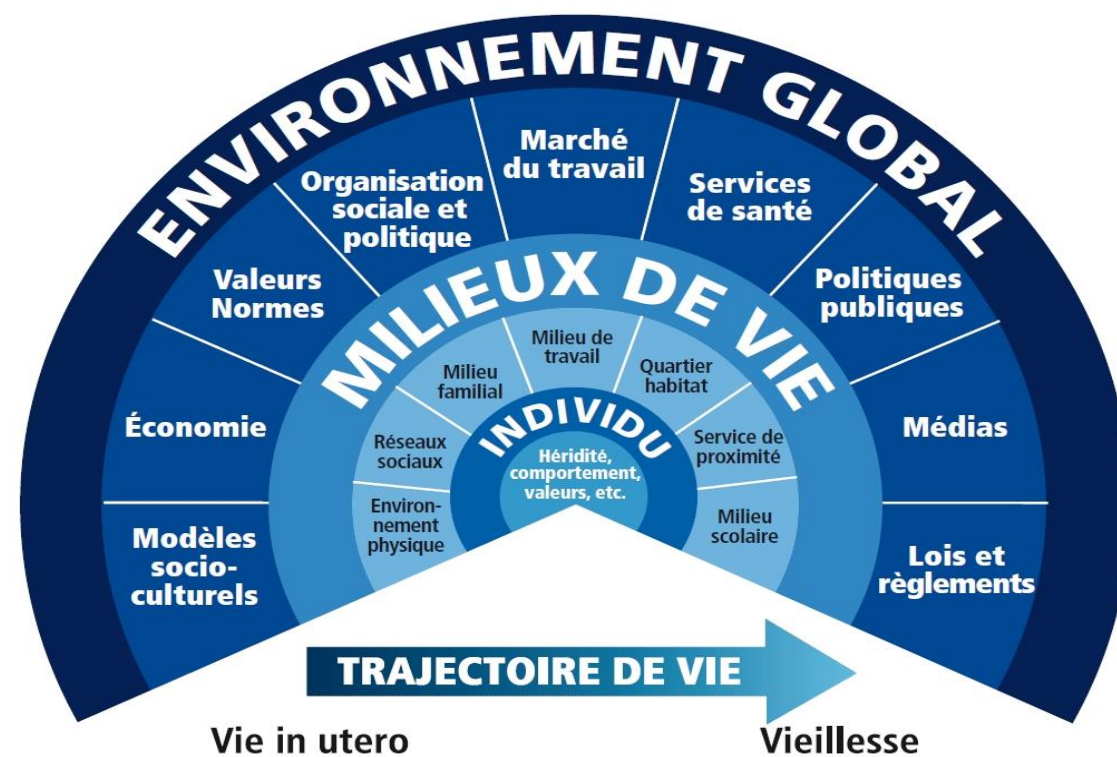 ENVIRONNEMENT GLOBAL
Modèles
socio-
culturels
Économie
Valeurs
Normes
Organisation
sociale et
politique
Marché
du travail
Services
de santé
Politiques
publiques
Médias
Lois et
règlements
MILIEUX DE VIE
Environ-
nement
physique
Réseaux
sociaux
Milieu
familial
Milieu de
travail
Quartier
habitat
Service de
proximité
Milieu
scolaire
INDIVIDU
Héridité,
comportement,
valeurs, etc.
TRAJECTOIRE DE VIE
Vie in utero
Vieillesse